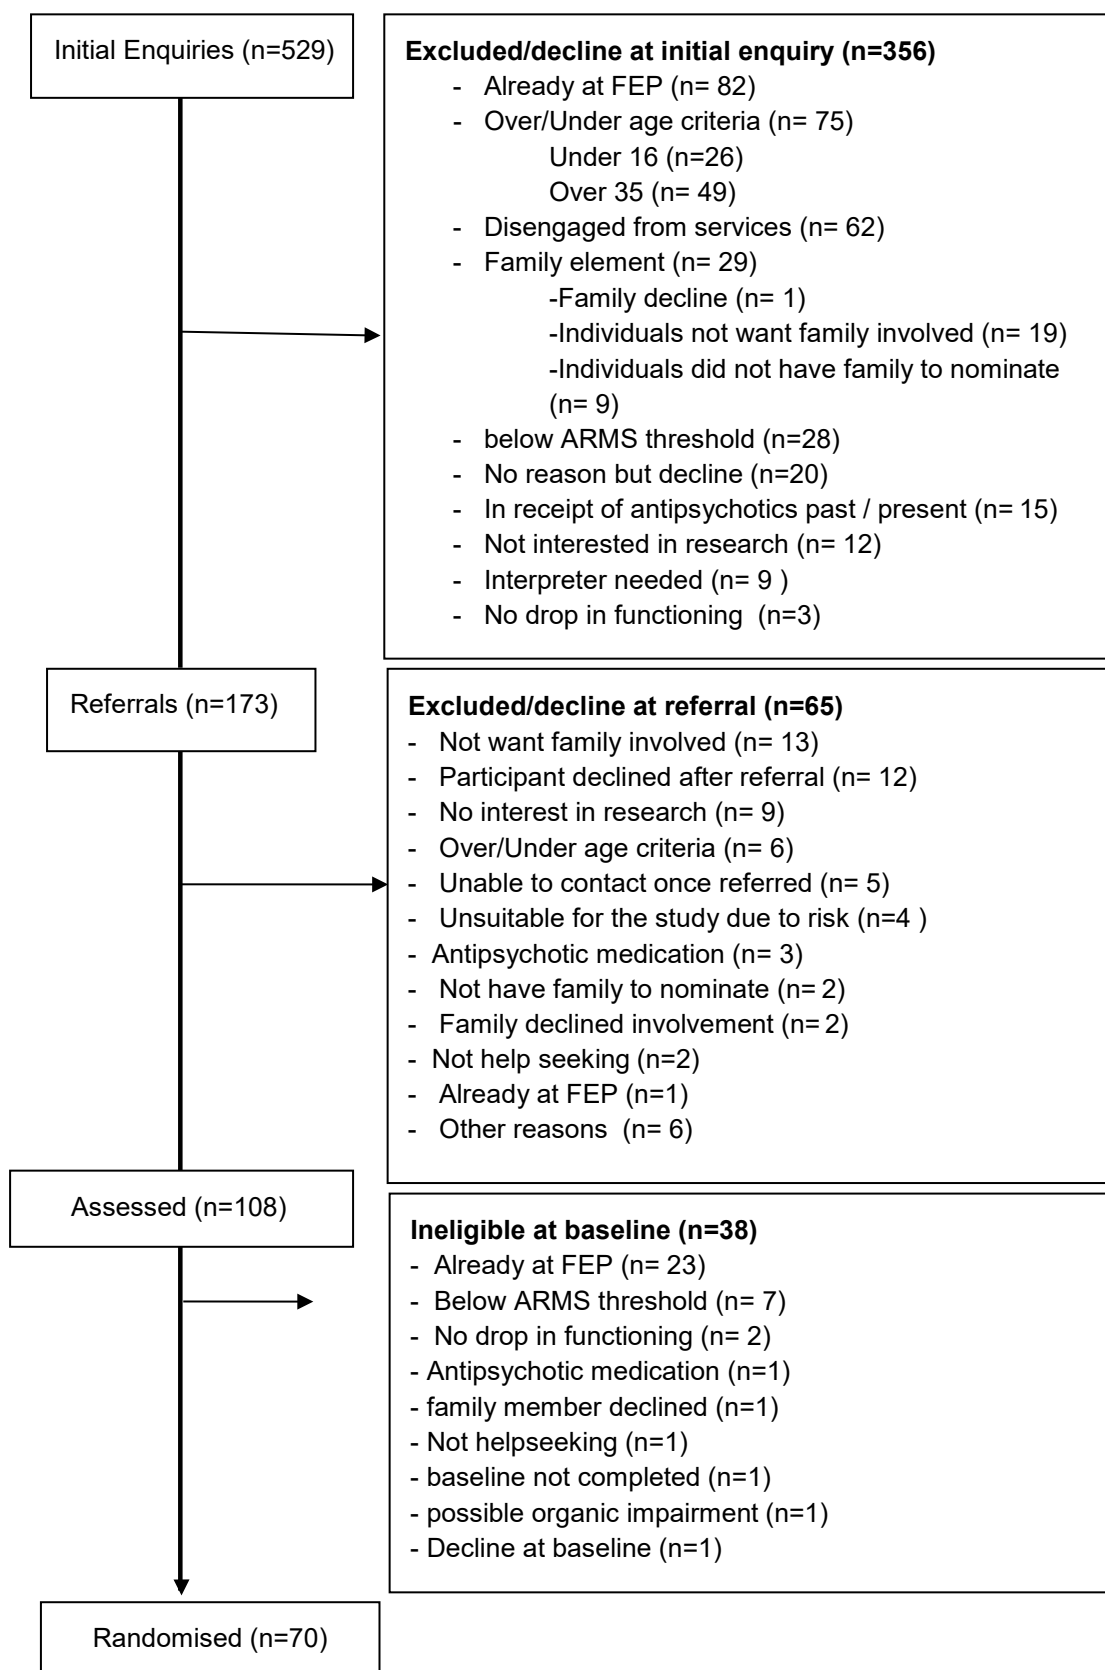 Initial Enquiries (n=529)
Excluded/decline at initial enquiry (n=356)
- Already at FEP (n= 82)
- Over/Under age criteria (n= 75)
Under 16 (n=26)
Over 35 (n= 49)
- Disengaged from services (n= 62)
- Family element (n= 29)
-Family decline (n= 1)
-Individuals not want family involved (n= 19)
-Individuals did not have family to nominate
(n= 9)
- below ARMS threshold (n=28)
- No reason but decline (n=20)
- In receipt of antipsychotics past / present (n= 15)
- Not interested in research (n= 12)
- Interpreter needed (n= 9 )
- No drop in functioning (n=3)
Referrals (n=173)
Excluded/decline at referral (n=65)
- Not want family involved (n= 13)
- Participant declined after referral (n= 12)
- No interest in research (n= 9)
- Over/Under age criteria (n= 6)
- Unable to contact once referred (n= 5)
- Unsuitable for the study due to risk (n=4 )
- Antipsychotic medication (n= 3)
- Not have family to nominate (n= 2)
- Family declined involvement (n= 2)
- Not help seeking (n=2)
- Already at FEP (n=1)
- Other reasons (n= 6)
Assessed (n=108)
Ineligible at baseline (n=38)
- Already at FEP (n= 23)
- Below ARMS threshold (n= 7)
- No drop in functioning (n= 2)
- Antipsychotic medication (n=1)
- family member declined (n=1)
- Not helpseeking (n=1)
- baseline not completed (n=1)
- possible organic impairment (n=1)
- Decline at baseline (n=1)
Randomised (n=70)